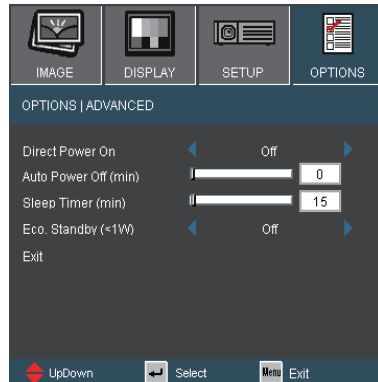 IMAGE DISPLAY SETUP OPTIONS
OPTIONS | ADVANCED
Direct Power On Off
Auto Power Off (min) 0
Sleep Timer (min) 15
Eco. Standby (<1W) Off
Exit
UpDown Select Menu Exit